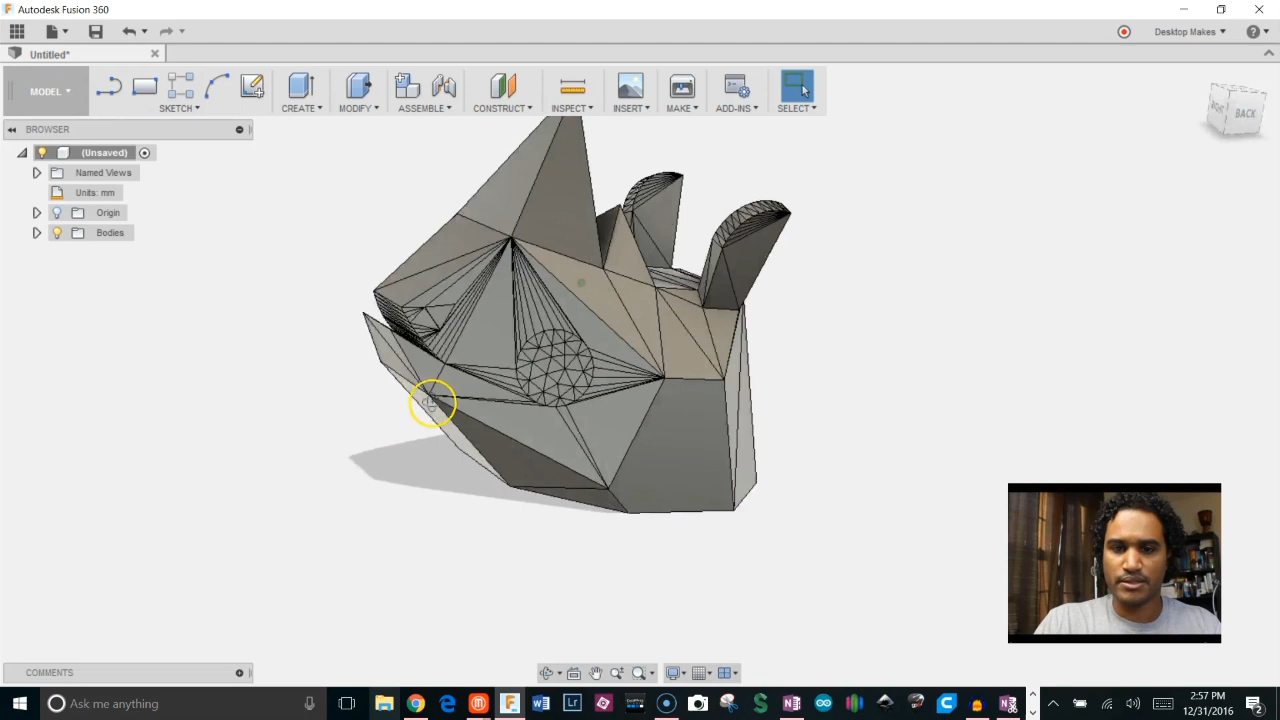 Autodesk Fusion 360
Desktop Makes
Untitled*
MODEL
SKETCH
CREATE
MODIFY
ASSEMBLE
CONSTRUCT
INSPECT
INSERT
MAKE
ADD-INS
SELECT
BACK
BROWSER
(Unsaved)
Named Views
Units: mm
Origin
Bodies
COMMENTS
Ask me anything
2:57 PM
12/31/2016